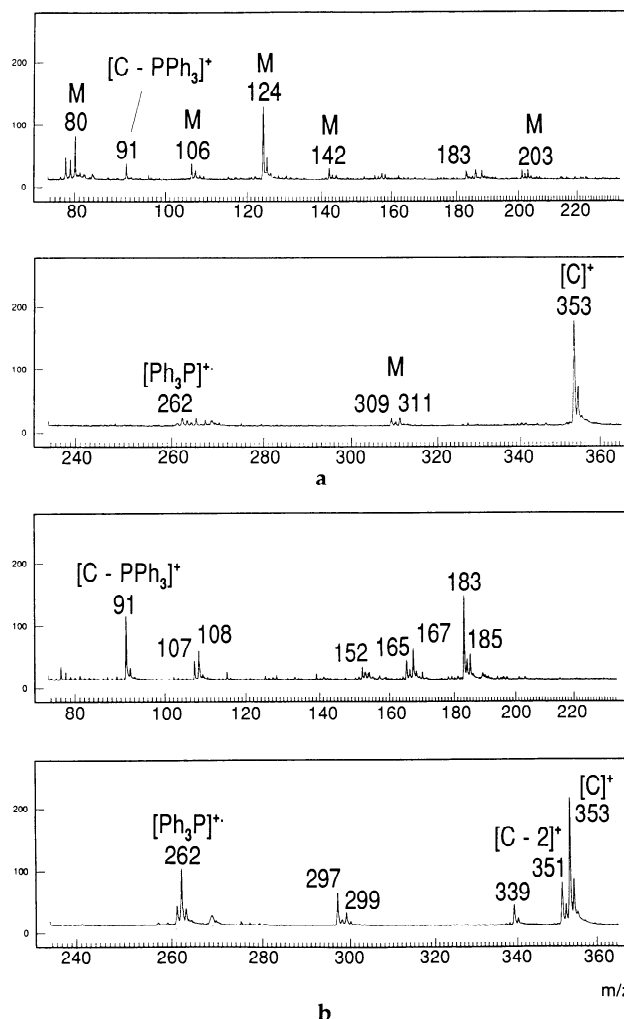 [C - PPh₃]⁺
M
80
91
M
106
M
124
M
142
183
M
203
200
100
0
80 100 120 140 160 180 200 220
[C]⁺
353
[Ph₃P]⁺·
262
M
309 311
200
100
0
240 260 280 300 320 340 360
a
[C - PPh₃]⁺
91
107 108
152 165 167
183
185
200
100
0
80 100 120 140 160 180 200 220
[C]⁺
353
[C - 2]⁺
351
[Ph₃P]⁺·
262
297
299
339
200
100
0
240 260 280 300 320 340 360
b